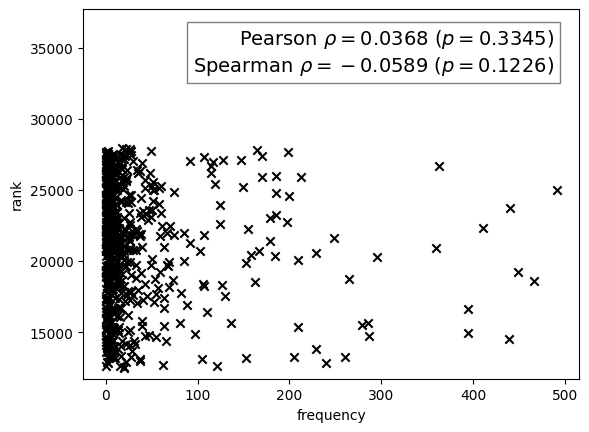 Pearson ρ = 0.0368 (p = 0.3345)
Spearman ρ = −0.0589 (p = 0.1226)
35000
30000
25000
20000
15000
rank
0 100 200 300 400 500
frequency